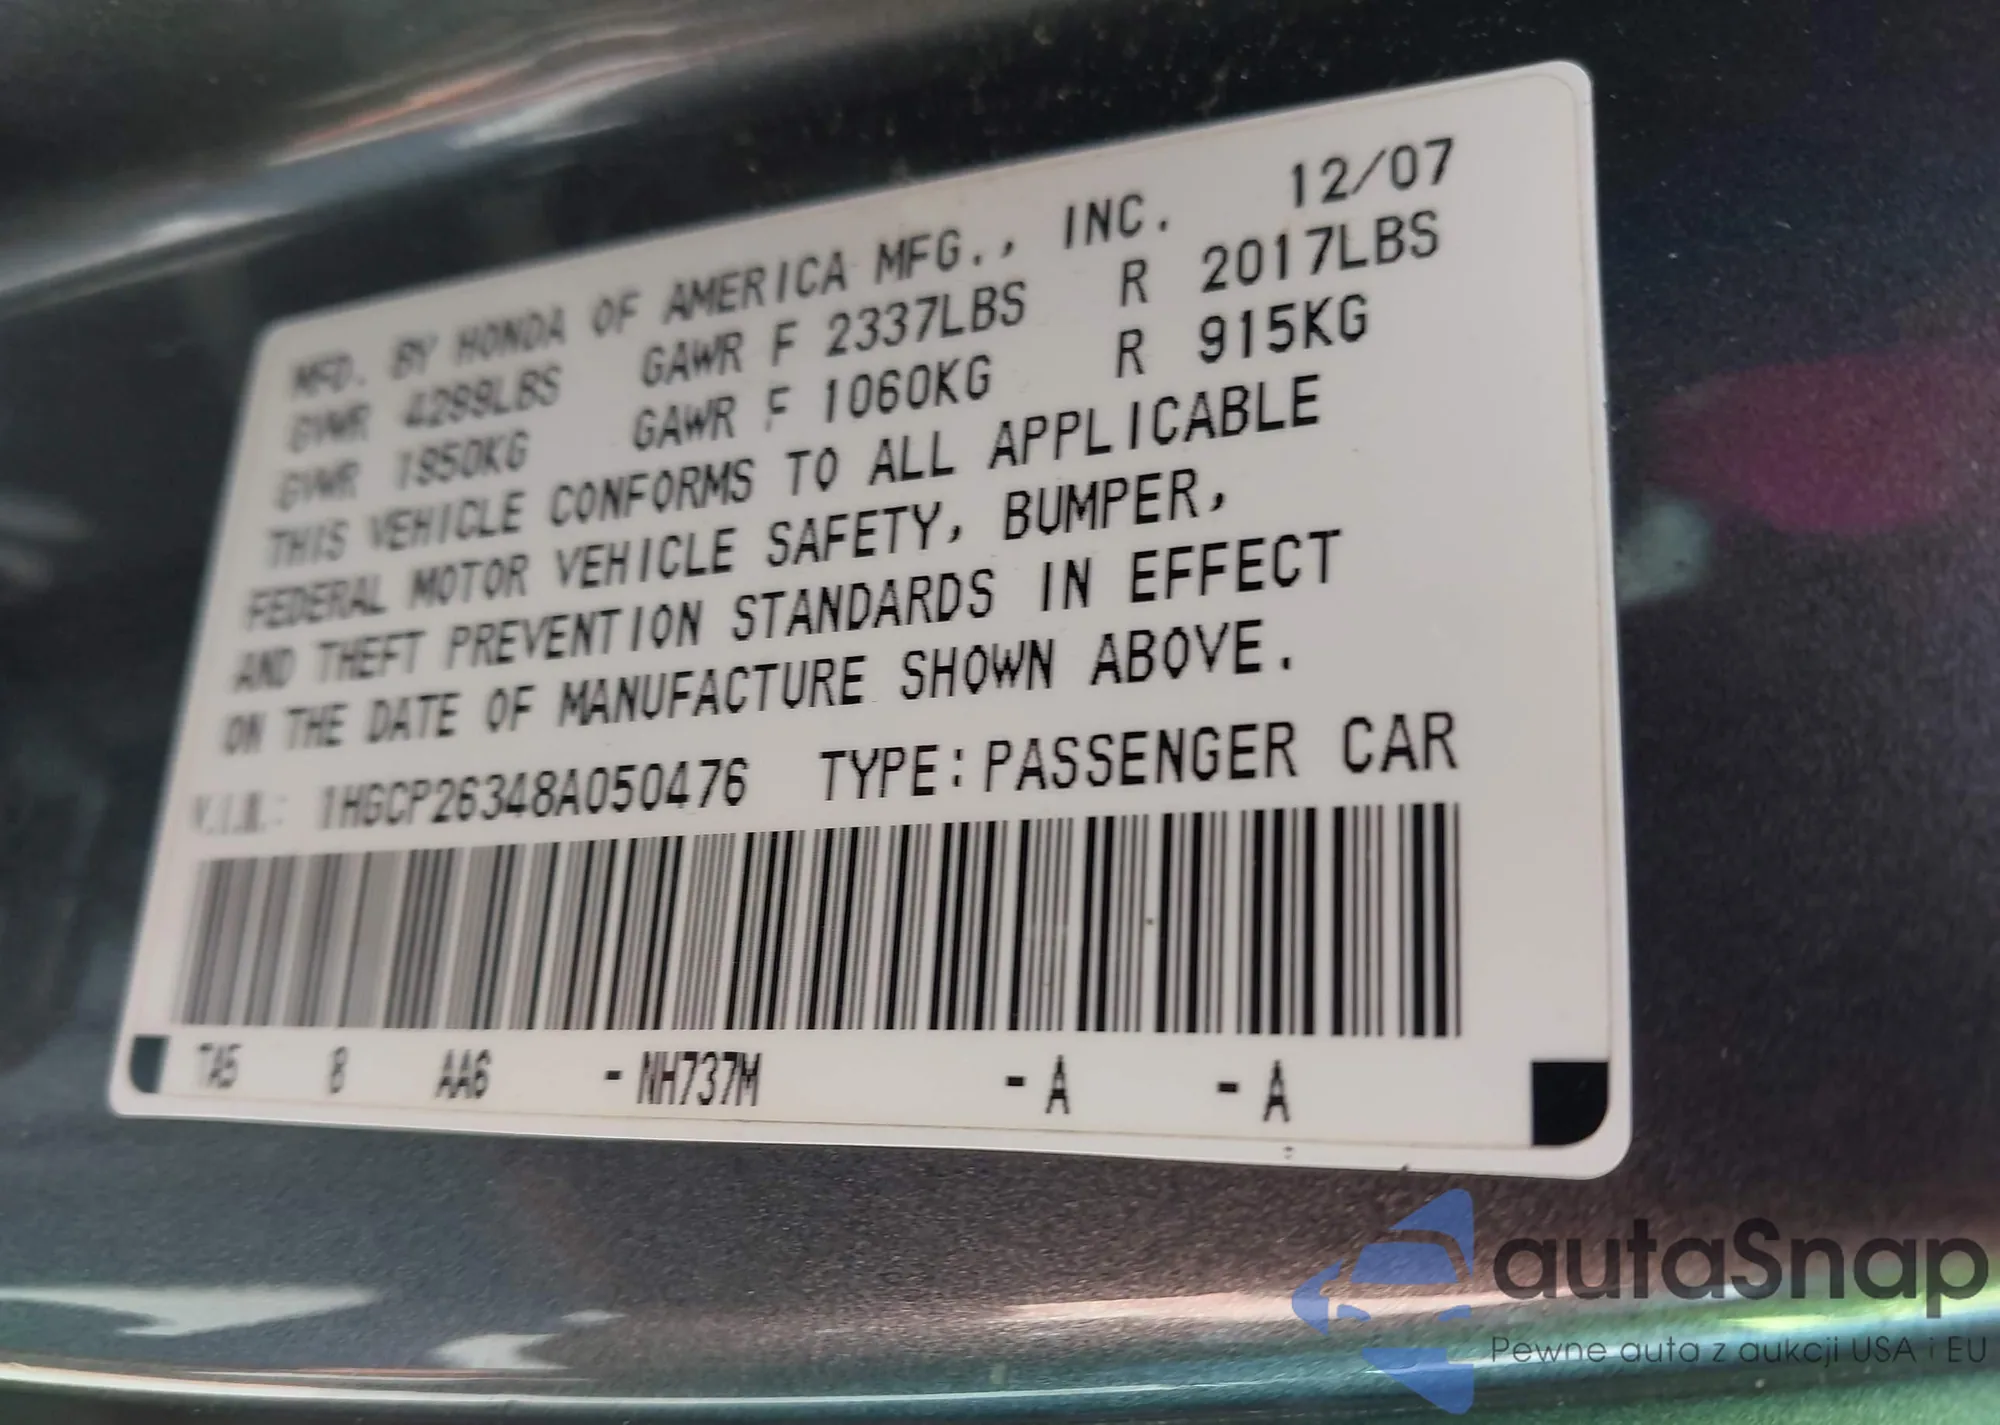 MFD. BY HONDA OF AMERICA MFG., INC. 12/07
GVWR 4299LBS GAWR F 2337LBS R 2017LBS
GVWR 1950KG GAWR F 1060KG R 915KG
THIS VEHICLE CONFORMS TO ALL APPLICABLE
FEDERAL MOTOR VEHICLE SAFETY, BUMPER,
AND THEFT PREVENTION STANDARDS IN EFFECT
ON THE DATE OF MANUFACTURE SHOWN ABOVE.
V.I.N.: 1HGCP26348A050476 TYPE:PASSENGER CAR
TA5 8 AA6 -NH737M -A -A
autaSnap
Pewne auta z aukcji USA i EU